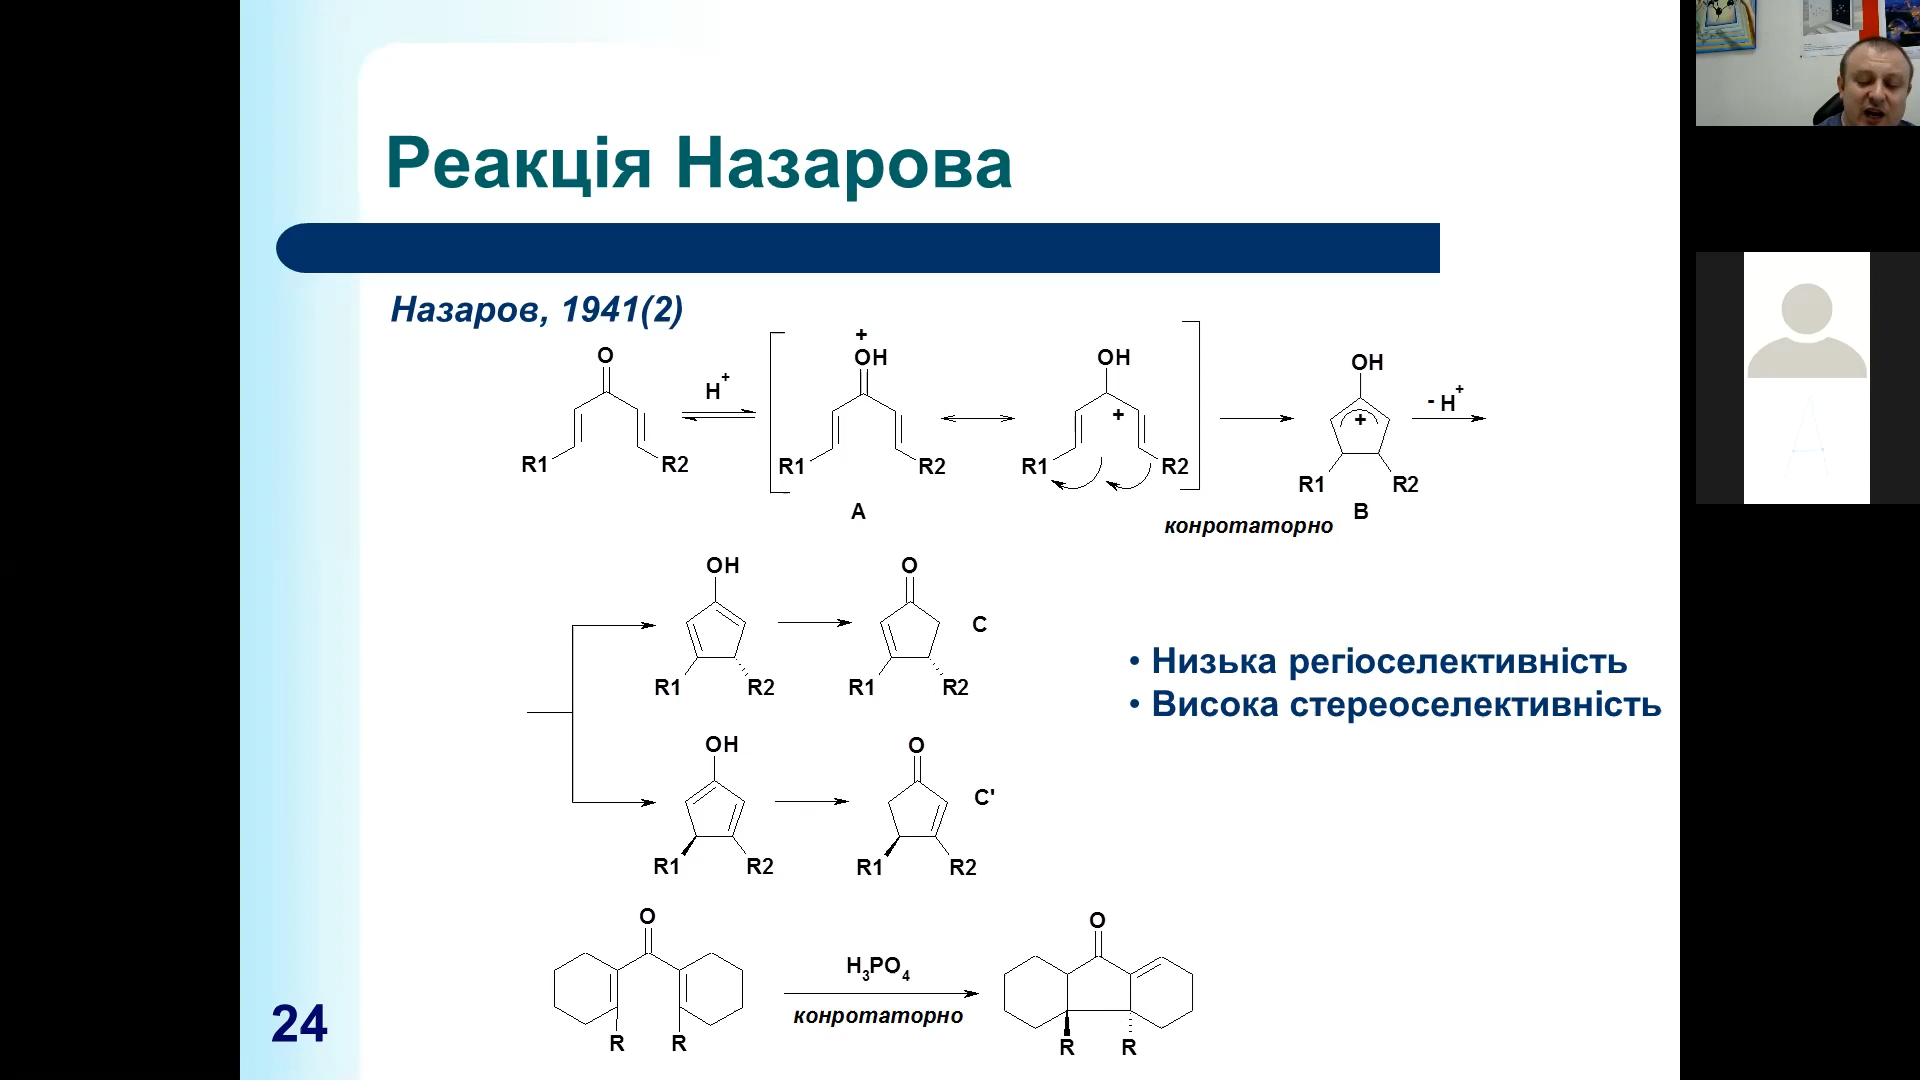 Реакція Назарова
Назаров, 1941(2)
O
R1 R2
H+
+
OH
R1 R2
A
OH
+
R1 R2
конротаторно
OH
+
R1 R2
B
- H+
OH
R1 R2
O
R1 R2
C
• Низька регіоселективність
• Висока стереоселективність
OH
R1 R2
O
R1 R2
C'
O
R R
H3PO4
конротаторно
O
R R
24